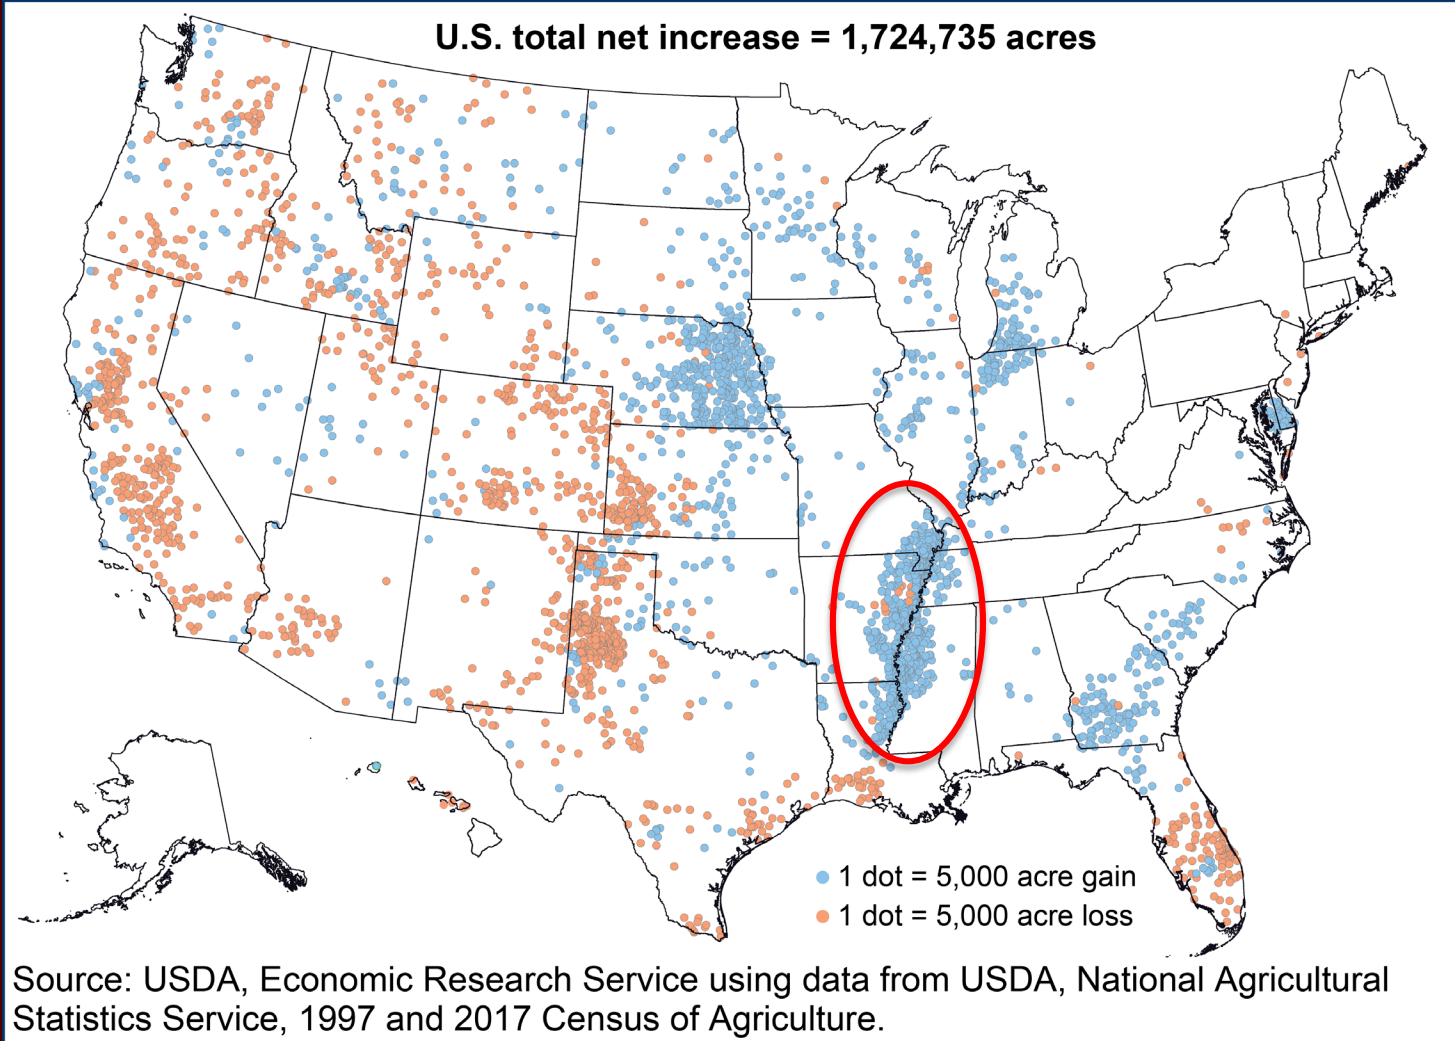 U.S. total net increase = 1,724,735 acres
1 dot = 5,000 acre gain
1 dot = 5,000 acre loss
Source: USDA, Economic Research Service using data from USDA, National Agricultural
Statistics Service, 1997 and 2017 Census of Agriculture.